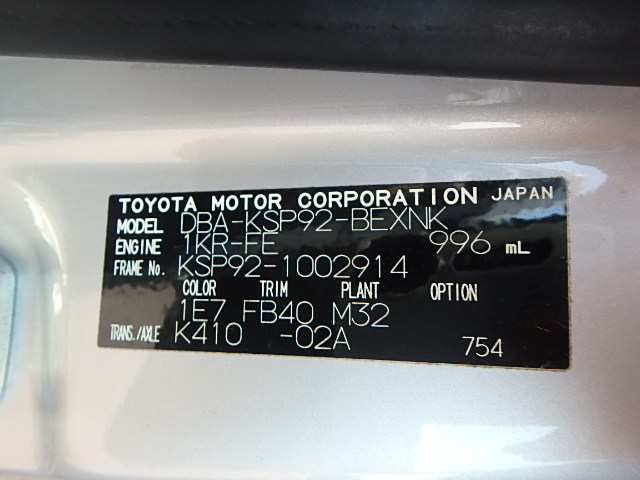 TOYOTA MOTOR CORPORATION JAPAN
MODEL DBA-KSP92-BEXNK
ENGINE 1KR-FE 996 mL
FRAME No. KSP92-1002914
COLOR TRIM PLANT OPTION
1E7 FB40 M32
TRANS./AXLE K410 -02A 754